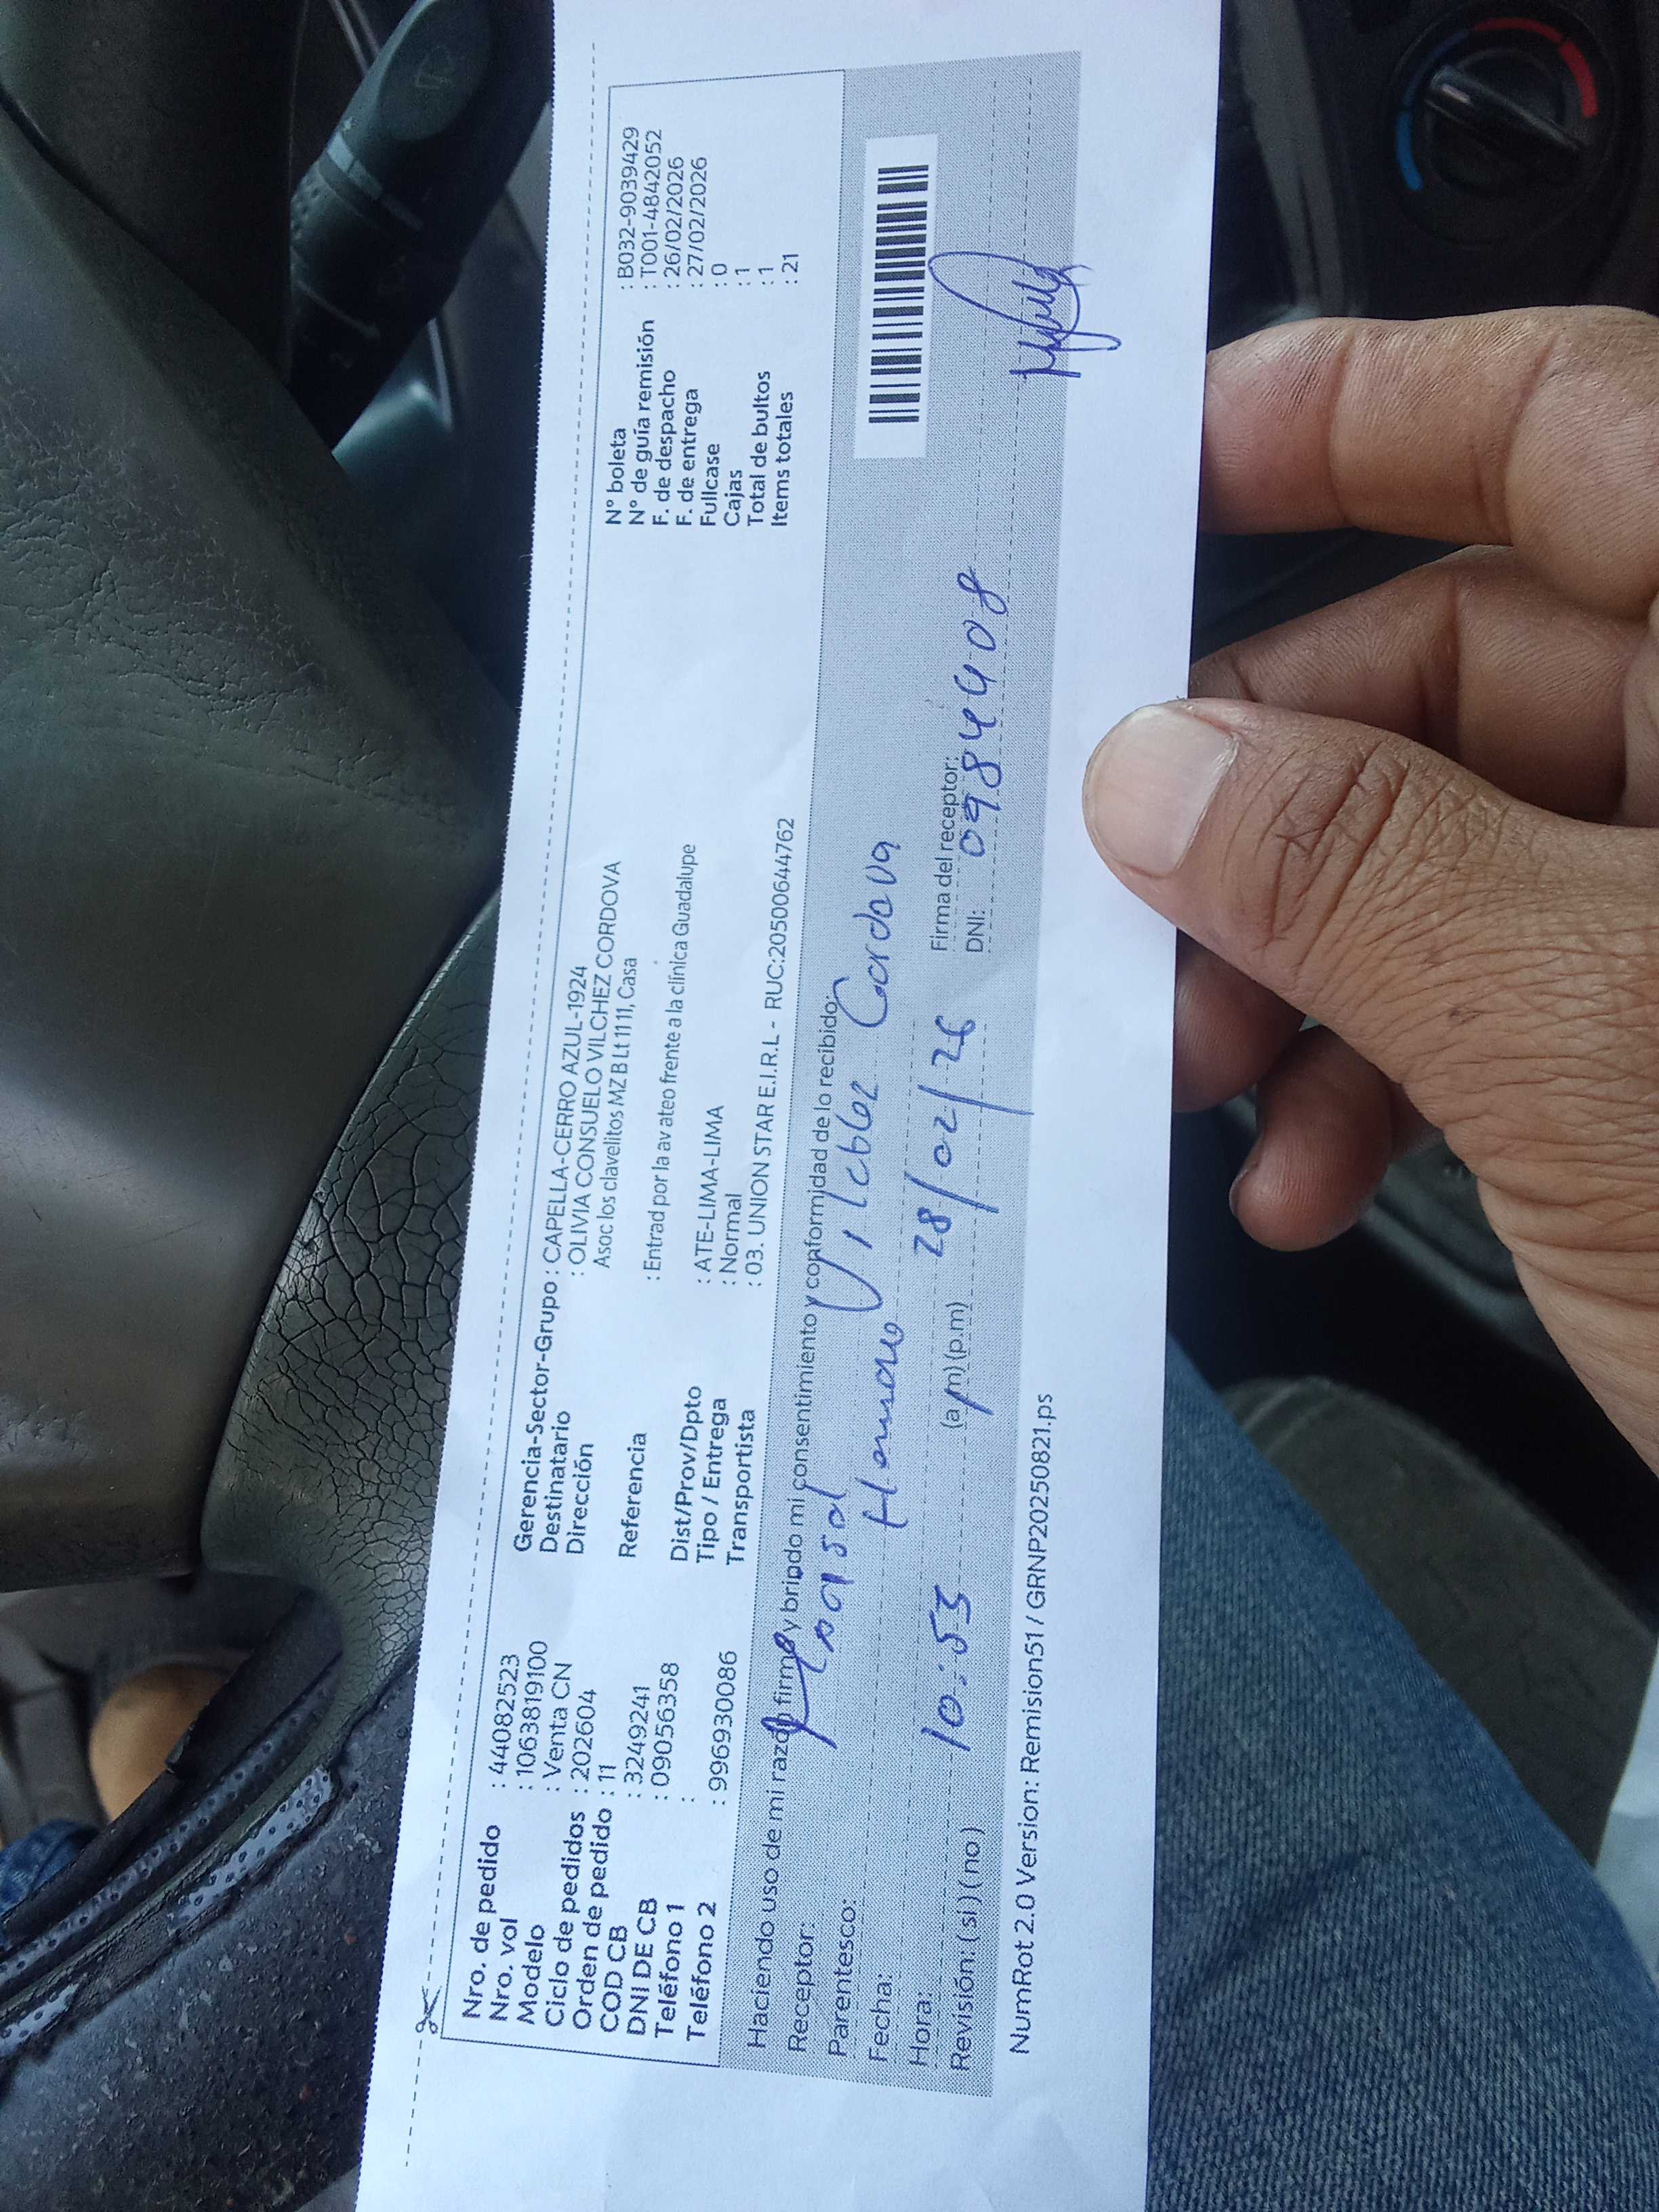 Nro. de pedido : 44082523
Nro. vol : 1063819100
Modelo : Venta CN
Ciclo de pedidos : 202604
Orden de pedido : 11
COD CB : 3249241
DNI DE CB : 09056358
Teléfono 1 :
Teléfono 2 : 996930086
Gerencia-Sector-Grupo : CAPELLA-CERRO AZUL-1924
Destinatario : OLIVIA CONSUELO VILCHEZ CORDOVA
Dirección Asoc los clavelitos MZ B Lt 11 11, Casa
Referencia : Entrad por la av ateo frente a la clínica Guadalupe
Dist/Prov/Dpto : ATE-LIMA-LIMA
Tipo / Entrega : Normal
Transportista : 03. UNION STAR E.I.R.L - RUC:20500644762
N° boleta : B032-9039429
N° de guía remisión : T001-4842052
F. de despacho : 26/02/2026
F. de entrega : 27/02/2026
Fullcase : 0
Cajas : 1
Total de bultos : 1
Items totales : 21
Haciendo uso de mi razón firmo y brindo mi consentimiento y conformidad de lo recibido:
Receptor: Vilchez Cordova
Parentesco: Hermano
Fecha: 28/02/26
Hora: 10:53 (a.m) (p.m)
Revisión: ( si ) ( no )
Firma del receptor:
DNI: 09844908
NumRot 2.0 Version: Remision51 / GRNP20250821.ps